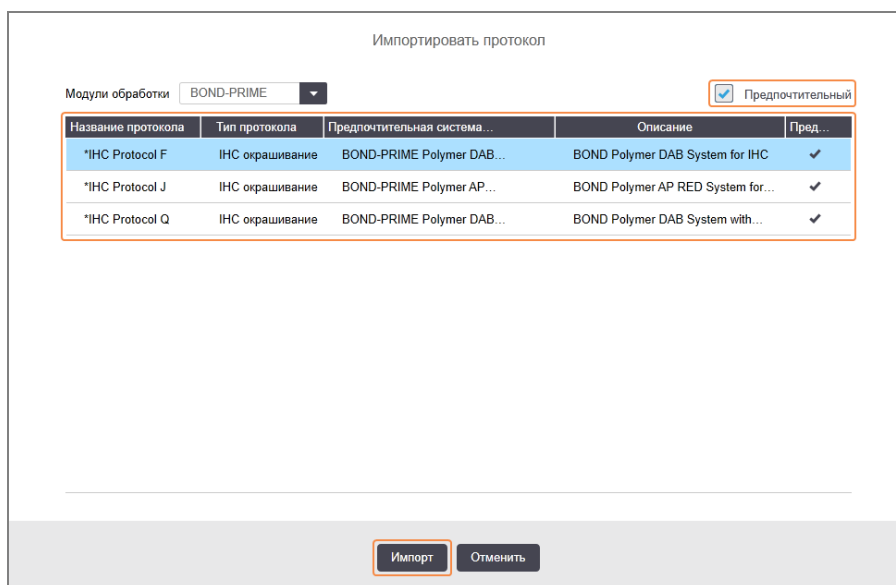 Импортировать протокол
Модули обработки BOND-PRIME Предпочтительный
Название протокола Тип протокола Предпочтительная система... Описание Пред...
*IHC Protocol F IHC окрашивание BOND-PRIME Polymer DAB... BOND Polymer DAB System for IHC
*IHC Protocol J IHC окрашивание BOND-PRIME Polymer AP... BOND Polymer AP RED System for...
*IHC Protocol Q IHC окрашивание BOND-PRIME Polymer DAB... BOND Polymer DAB System with...
Импорт Отменить